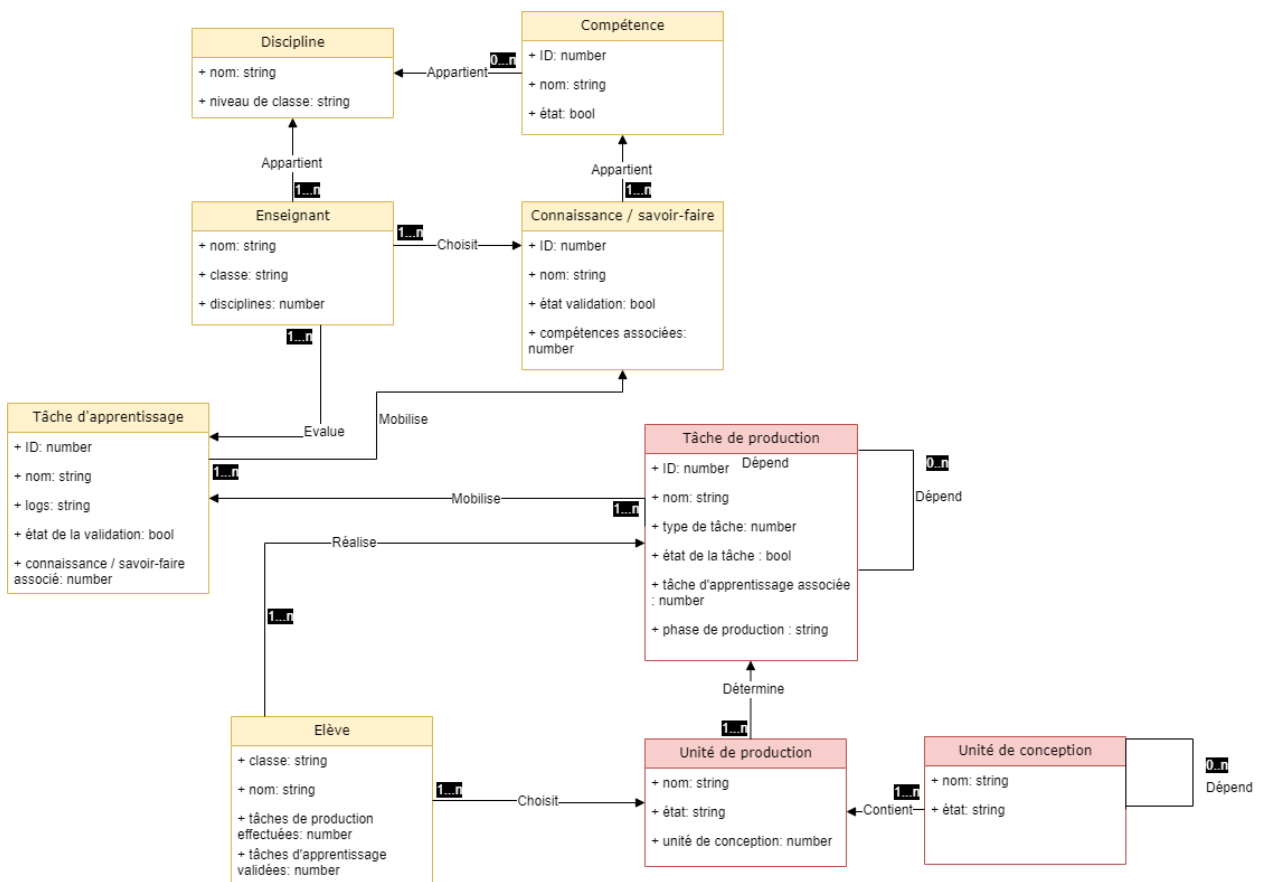 Discipline
+ nom: string
+ niveau de classe: string
Compétence
+ ID: number
+ nom: string
+ état: bool
0...n
Appartient
Appartient
1...n
Appartient
1...n
Enseignant
+ nom: string
+ classe: string
+ disciplines: number
1...n
Choisit
Connaissance / savoir-faire
+ ID: number
+ nom: string
+ état validation: bool
+ compétences associées:
number
1...n
Evalue
Mobilise
Tâche d'apprentissage
+ ID: number
+ nom: string
+ logs: string
+ état de la validation: bool
+ connaissance / savoir-faire
associé: number
1...n
Mobilise
1...n
Tâche de production
+ ID: number
Dépend
+ nom: string
+ type de tâche: number
+ état de la tâche : bool
+ tâche d'apprentissage associée
: number
+ phase de production : string
0..n
Dépend
Réalise
1...n
Détermine
1...n
Elève
+ classe: string
+ nom: string
+ tâches de production
effectuées: number
+ tâches d'apprentissage
validées: number
1...n
Choisit
Unité de production
+ nom: string
+ état: string
+ unité de conception: number
1...n
Contient
Unité de conception
+ nom: string
+ état: string
0..n
Dépend